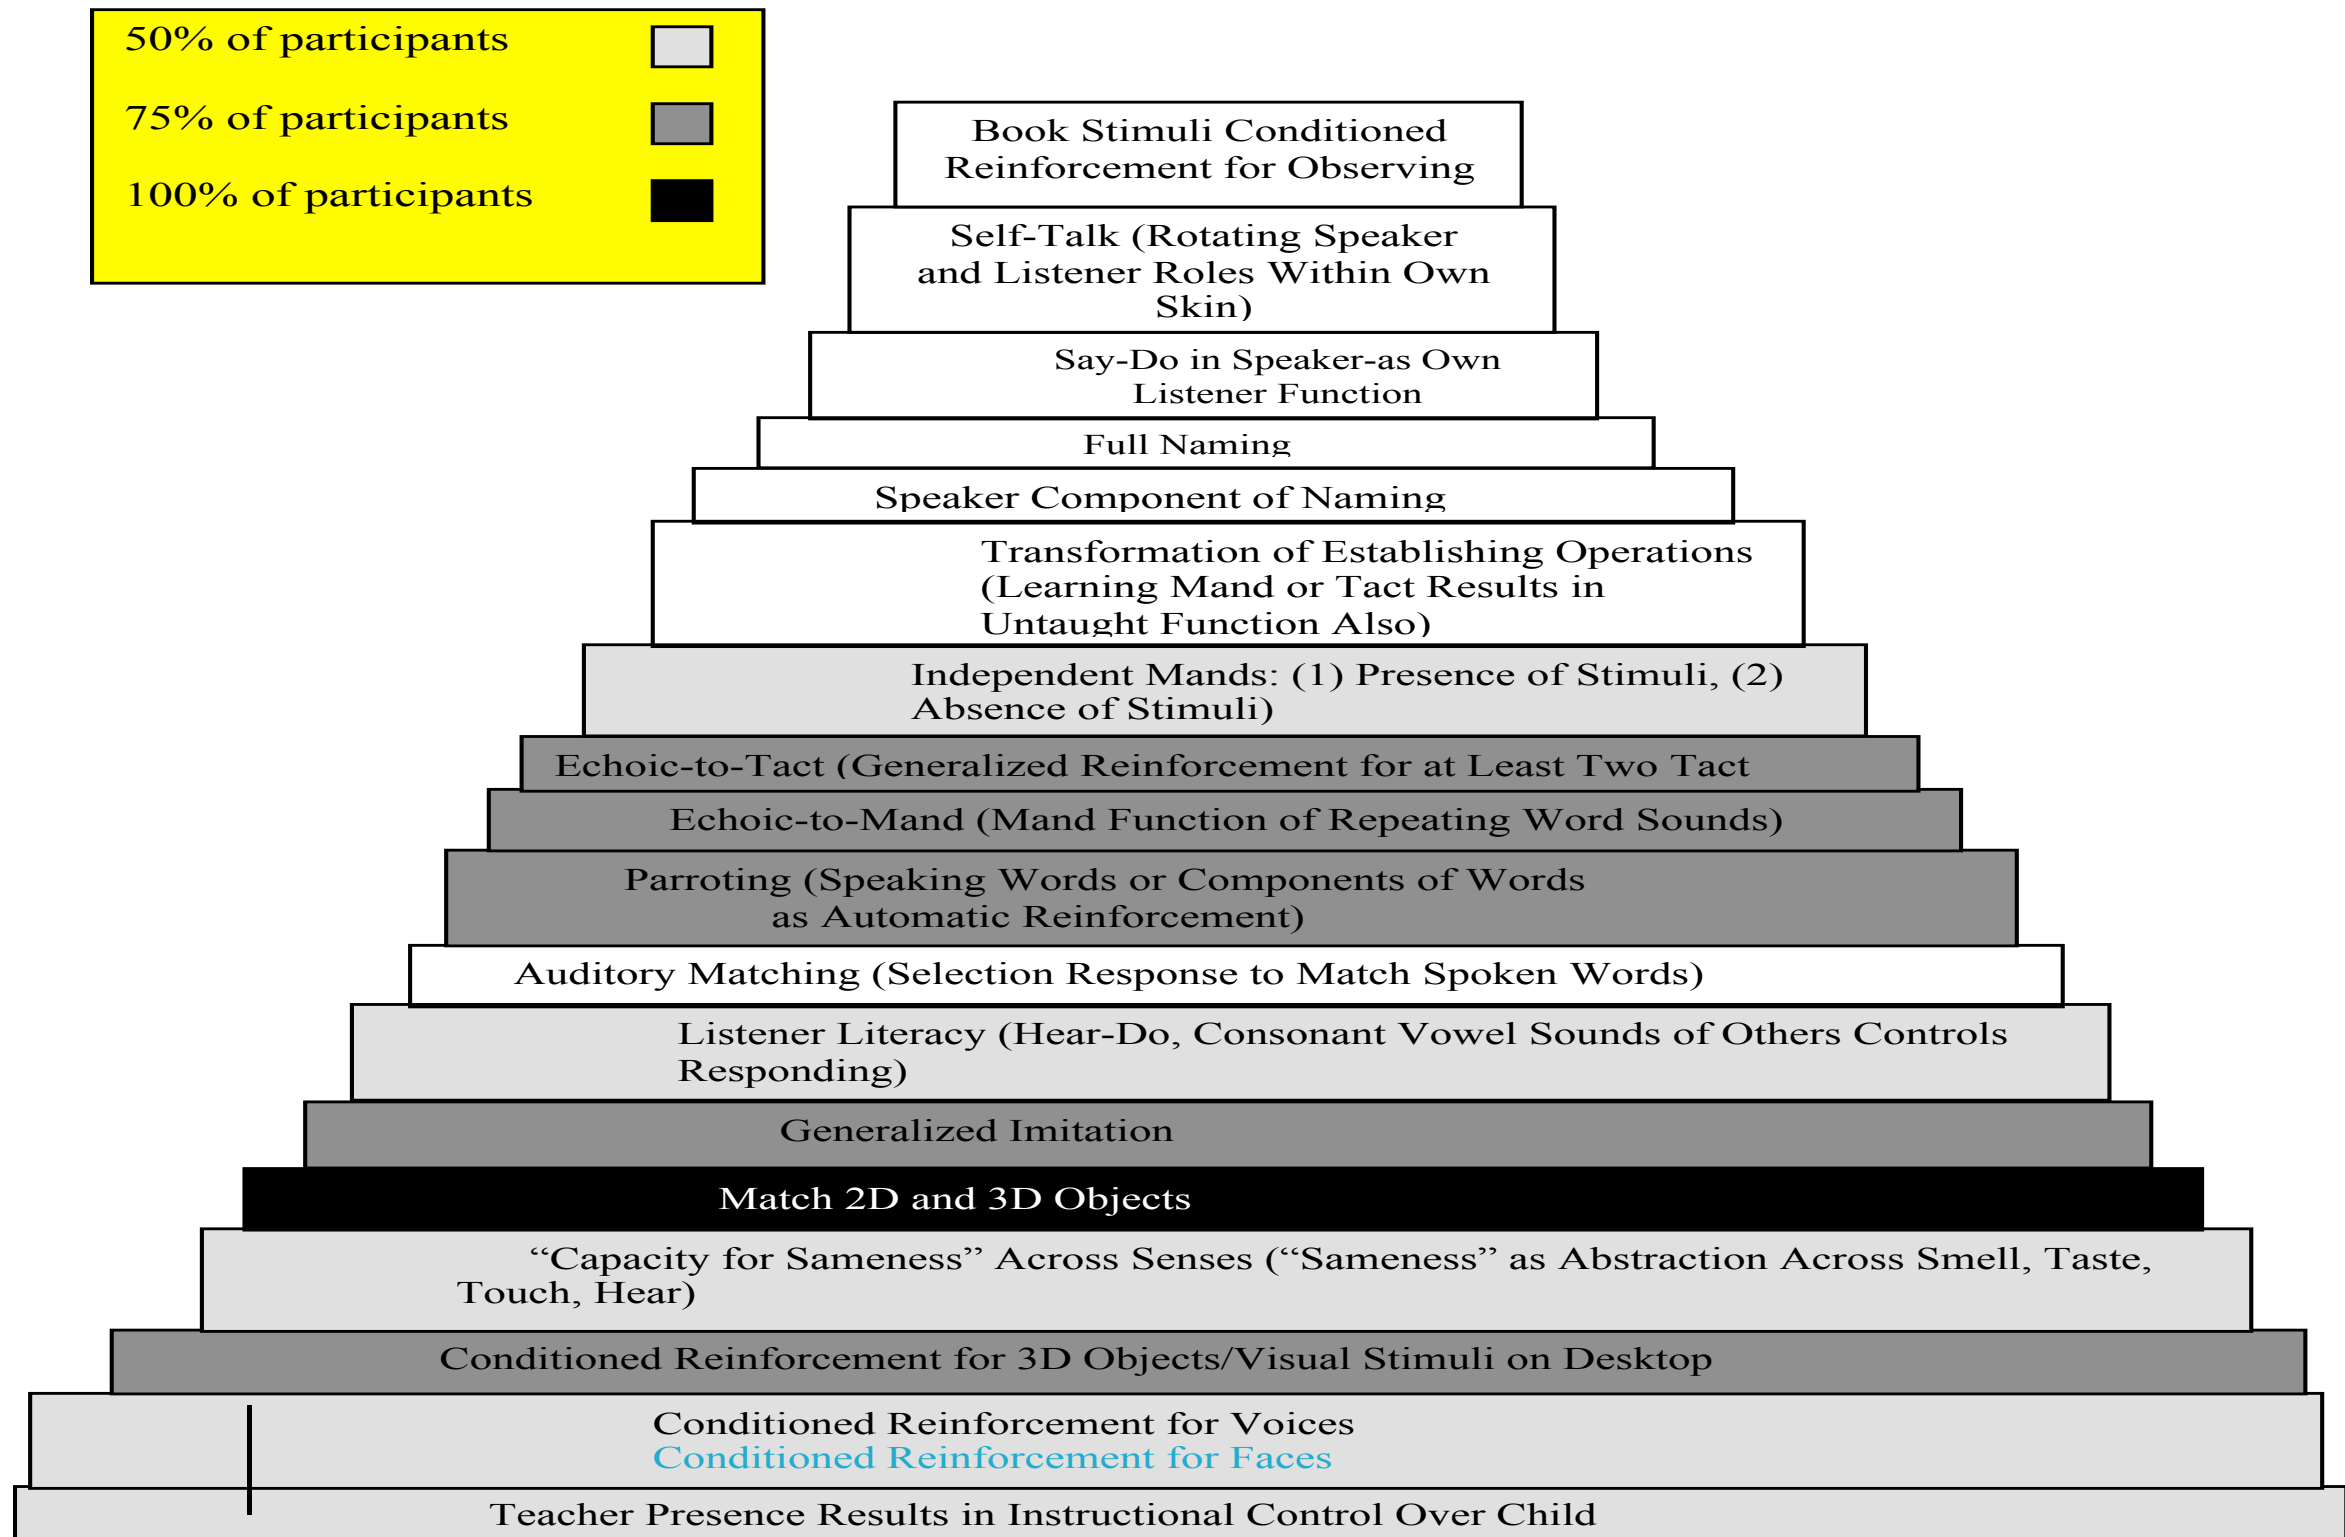 50% of participants
75% of participants
100% of participants
Book Stimuli Conditioned
Reinforcement for Observing
Self-Talk (Rotating Speaker
and Listener Roles Within Own
Skin)
Say-Do in Speaker-as Own
Listener Function
Full Naming
Speaker Component of Naming
Transformation of Establishing Operations
(Learning Mand or Tact Results in
Untaught Function Also)
Independent Mands: (1) Presence of Stimuli, (2)
Absence of Stimuli)
Echoic-to-Tact (Generalized Reinforcement for at Least Two Tact
Echoic-to-Mand (Mand Function of Repeating Word Sounds)
Parroting (Speaking Words or Components of Words
as Automatic Reinforcement)
Auditory Matching (Selection Response to Match Spoken Words)
Listener Literacy (Hear-Do, Consonant Vowel Sounds of Others Controls
Responding)
Generalized Imitation
Match 2D and 3D Objects
“Capacity for Sameness” Across Senses (“Sameness” as Abstraction Across Smell, Taste,
Touch, Hear)
Conditioned Reinforcement for 3D Objects/Visual Stimuli on Desktop
Conditioned Reinforcement for Voices
Conditioned Reinforcement for Faces
Teacher Presence Results in Instructional Control Over Child